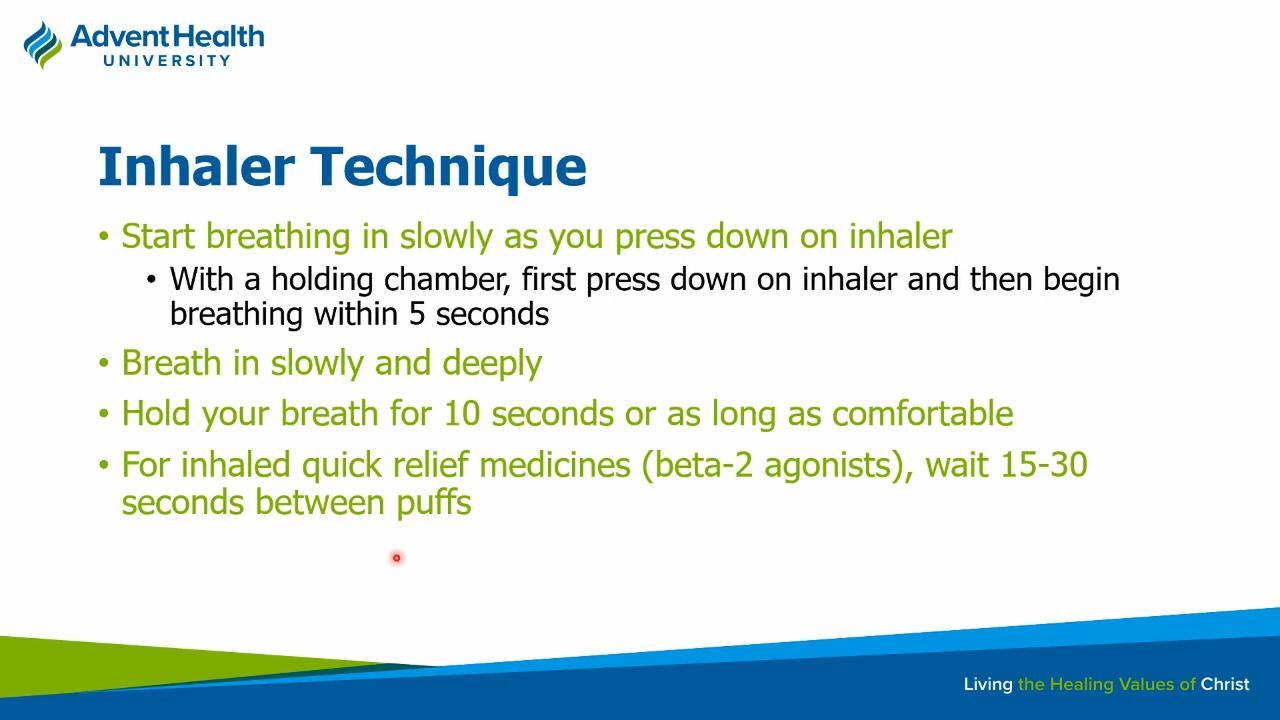 AdventHealth
UNIVERSITY
Inhaler Technique
• Start breathing in slowly as you press down on inhaler
• With a holding chamber, first press down on inhaler and then begin
breathing within 5 seconds
• Breath in slowly and deeply
• Hold your breath for 10 seconds or as long as comfortable
• For inhaled quick relief medicines (beta-2 agonists), wait 15-30
seconds between puffs
Living the Healing Values of Christ